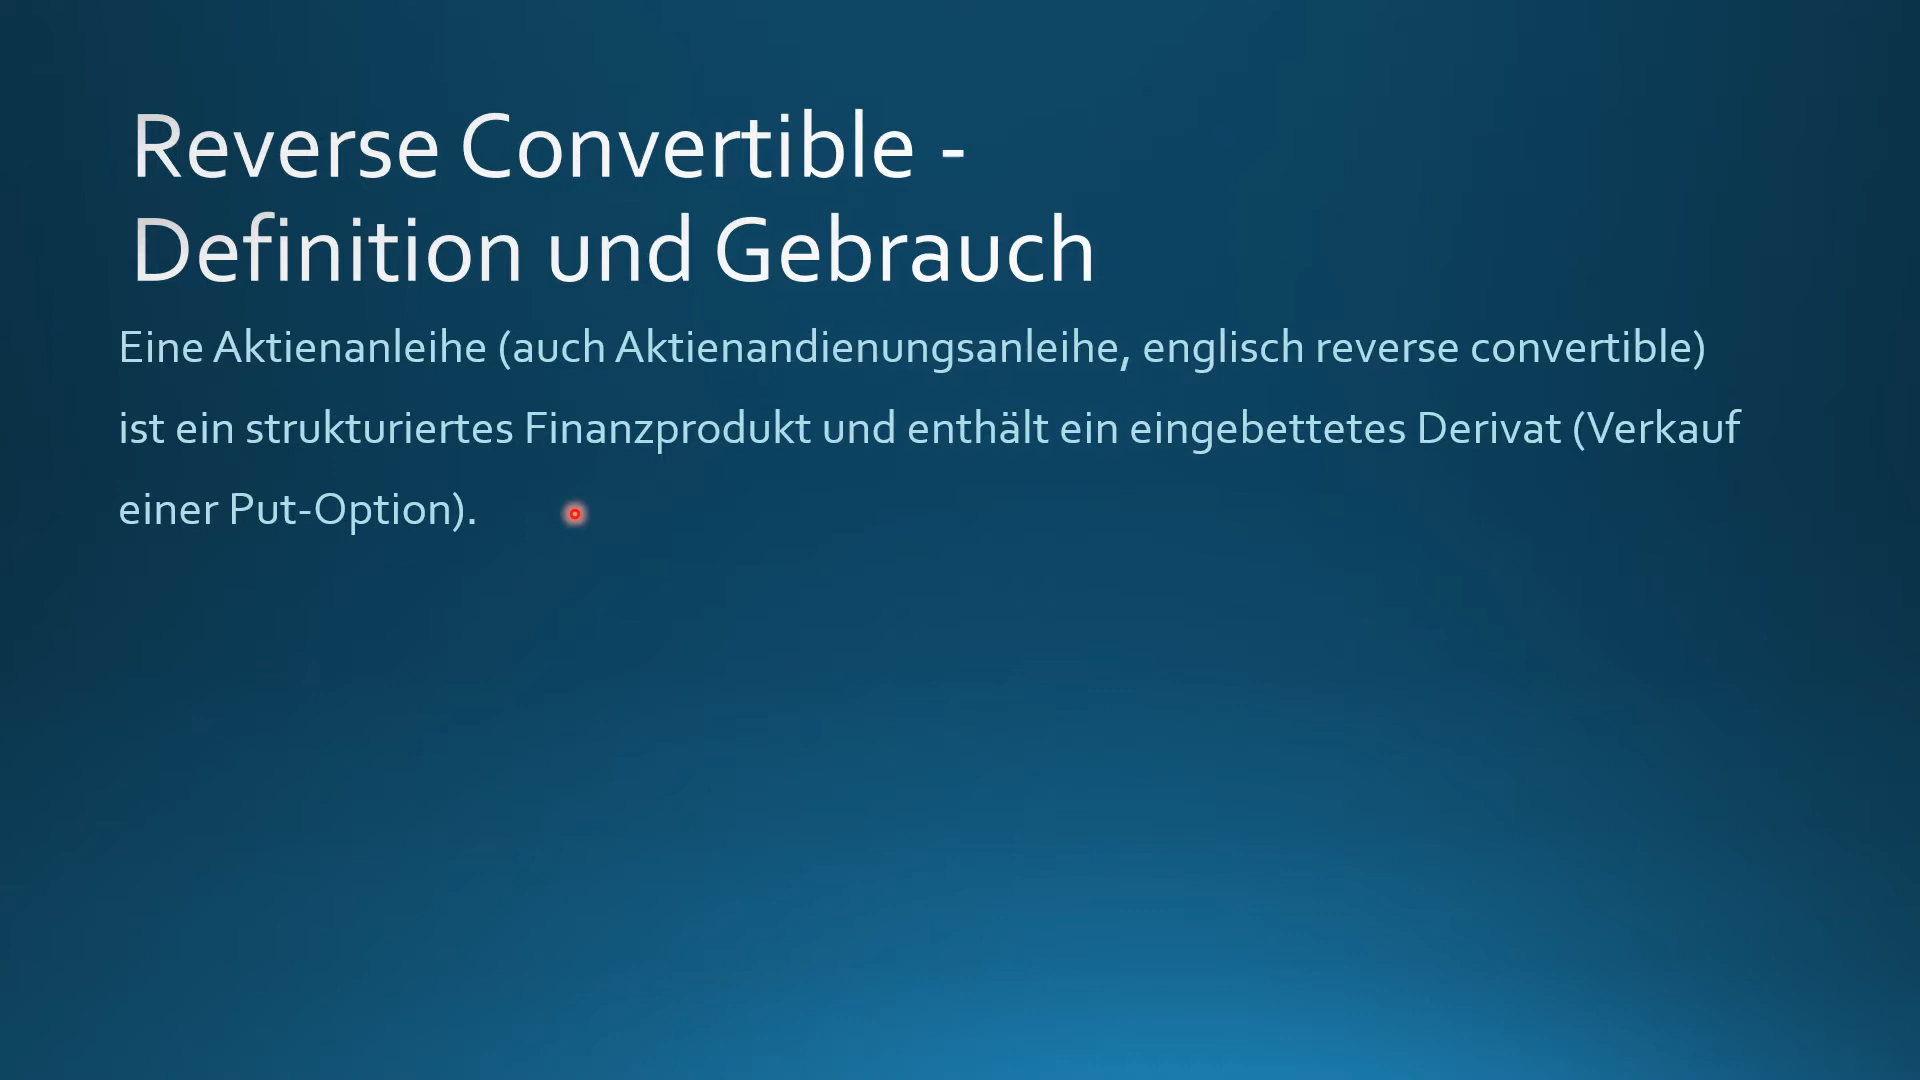 Reverse Convertible -
Definition und Gebrauch
Eine Aktienanleihe (auch Aktienandienungsanleihe, englisch reverse convertible)
ist ein strukturiertes Finanzprodukt und enthält ein eingebettetes Derivat (Verkauf
einer Put-Option).